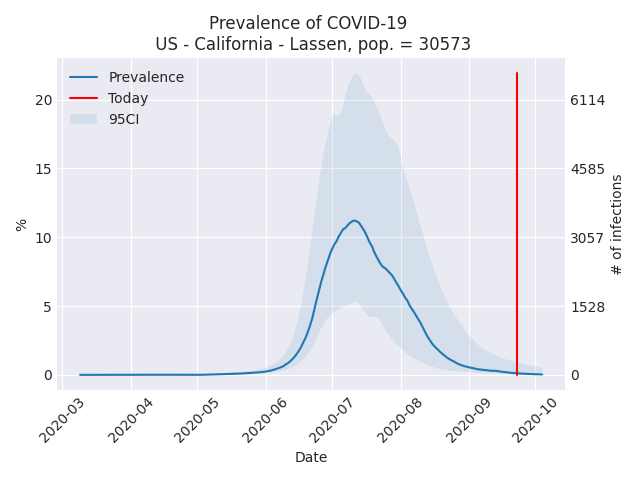 Prevalence of COVID-19
US - California - Lassen, pop. = 30573
Prevalence
Today
95CI
%
20
15
10
5
0
6114
4585
3057
1528
0
# of infections
2020-03
2020-04
2020-05
2020-06
2020-07
2020-08
2020-09
2020-10
Date